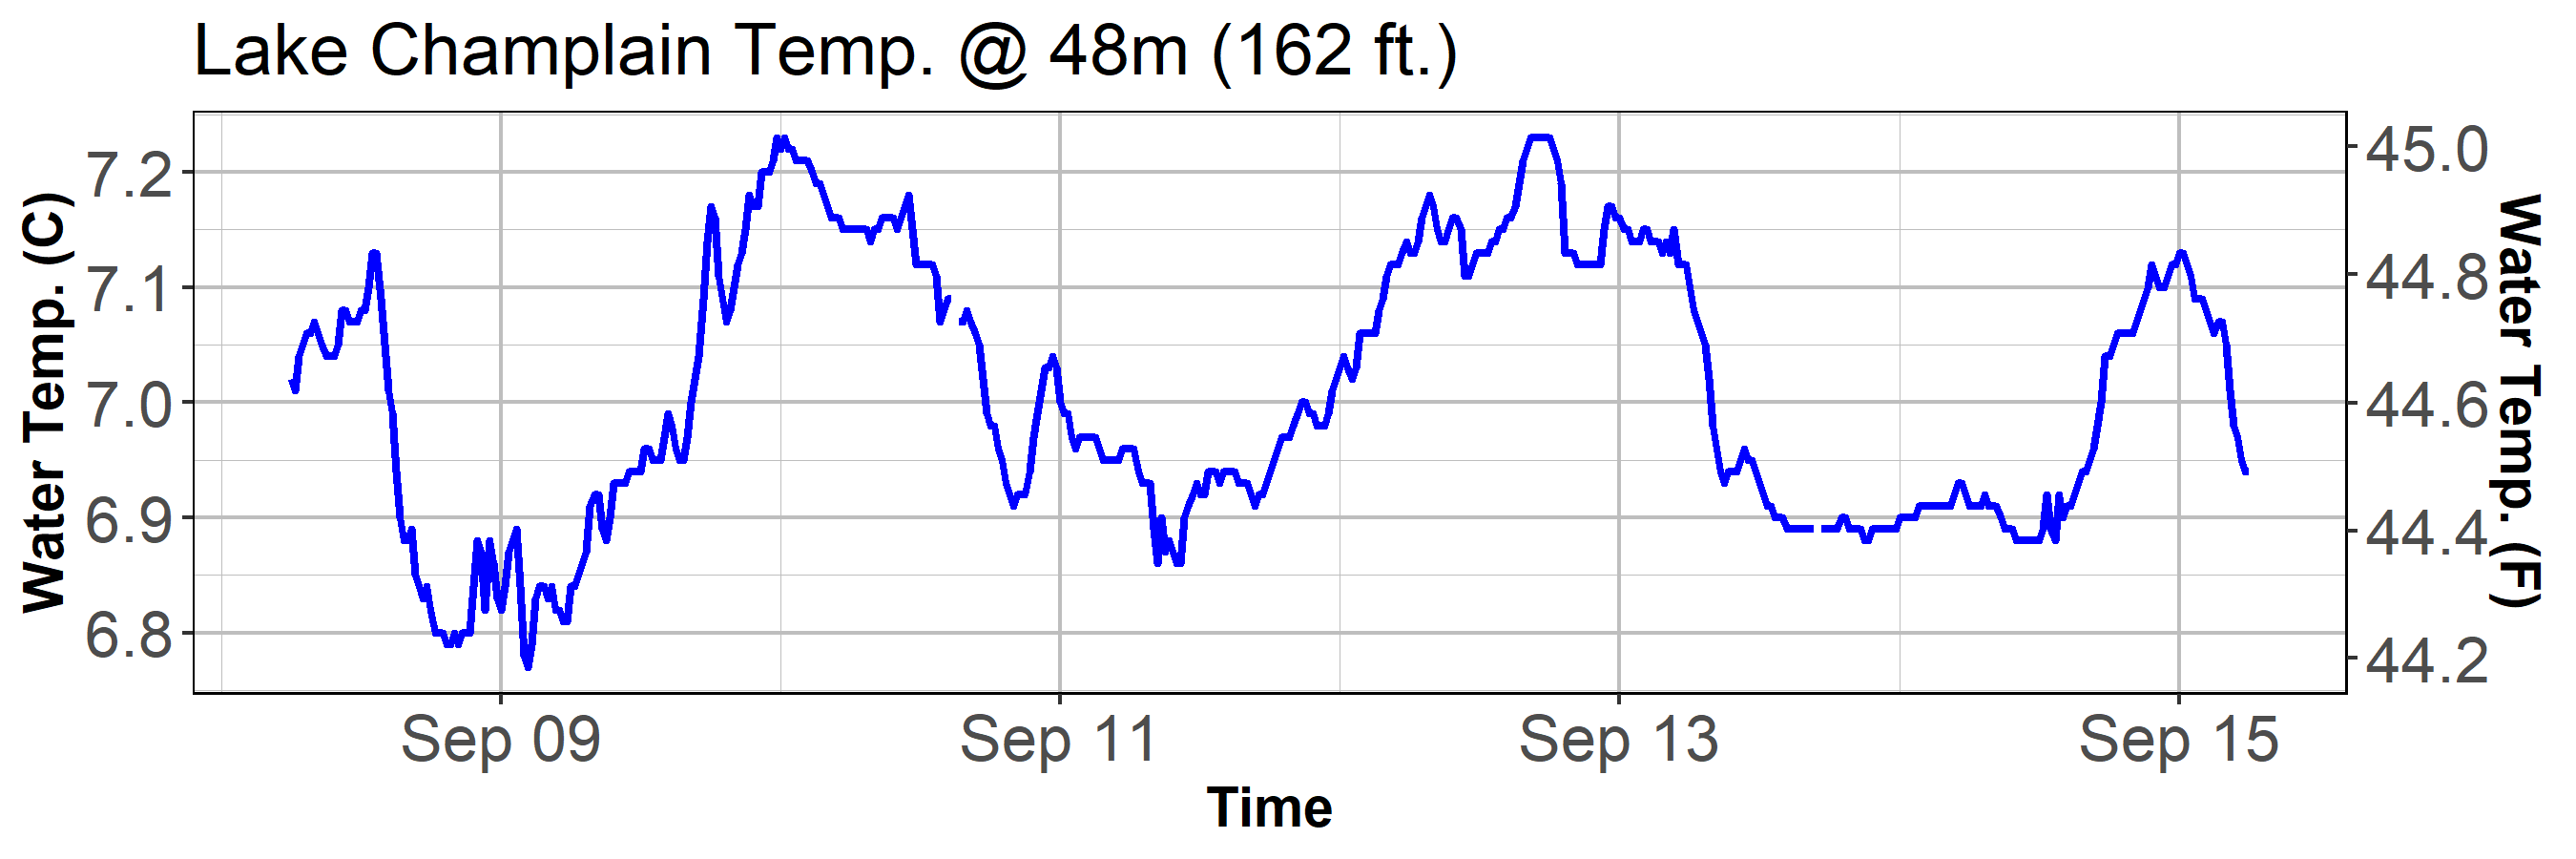 Lake Champlain Temp. @ 48m (162 ft.)
Water Temp. (C)
7.2
7.1
7.0
6.9
6.8
45.0
44.8
44.6
44.4
44.2
Water Temp. (F)
Sep 09
Sep 11
Sep 13
Sep 15
Time